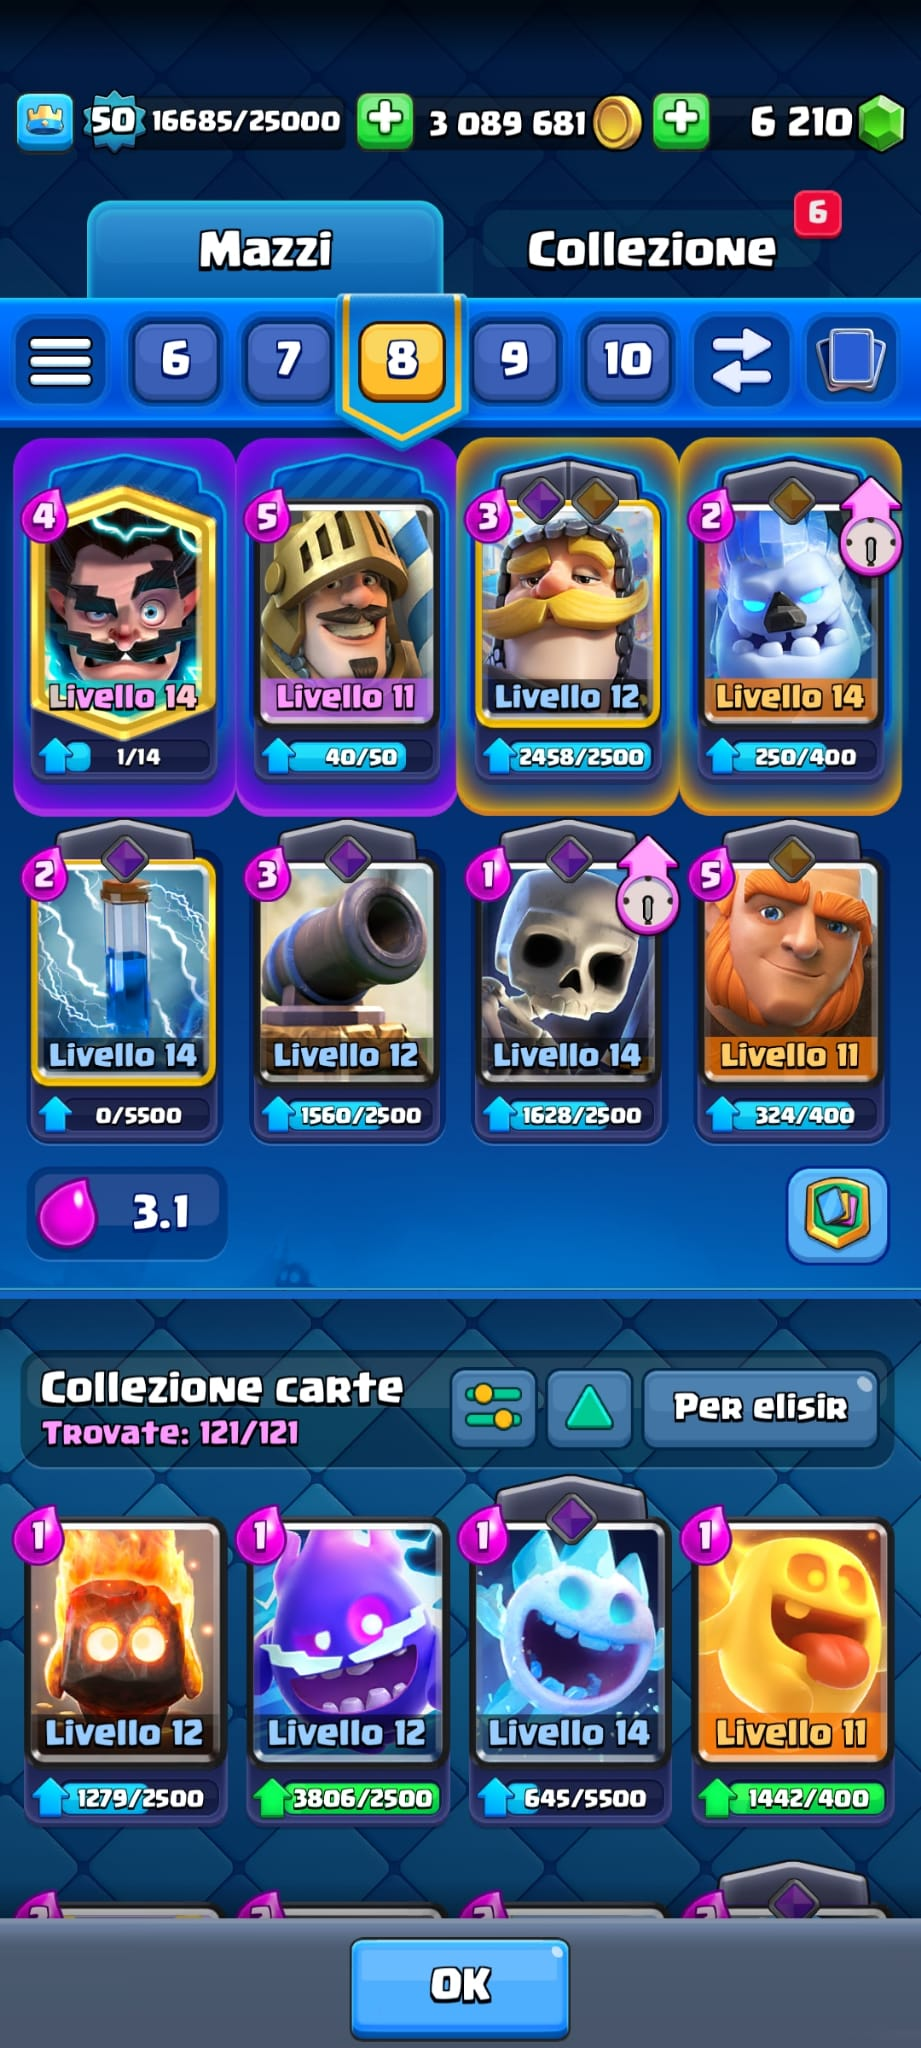 50 16685/25000 3 089 681 6 210
Mazzi Collezione 6
6 7 8 9 10
4 5 3 2
Livello 14 Livello 11 Livello 12 Livello 14
1/14 40/50 2458/2500 250/400
2 3 1 5
Livello 14 Livello 12 Livello 14 Livello 11
0/5500 1560/2500 1628/2500 324/400
3.1
Collezione carte
Trovate: 121/121
Per elisir
1 1 1 1
Livello 12 Livello 12 Livello 14 Livello 11
1279/2500 3806/2500 645/5500 1442/400
OK